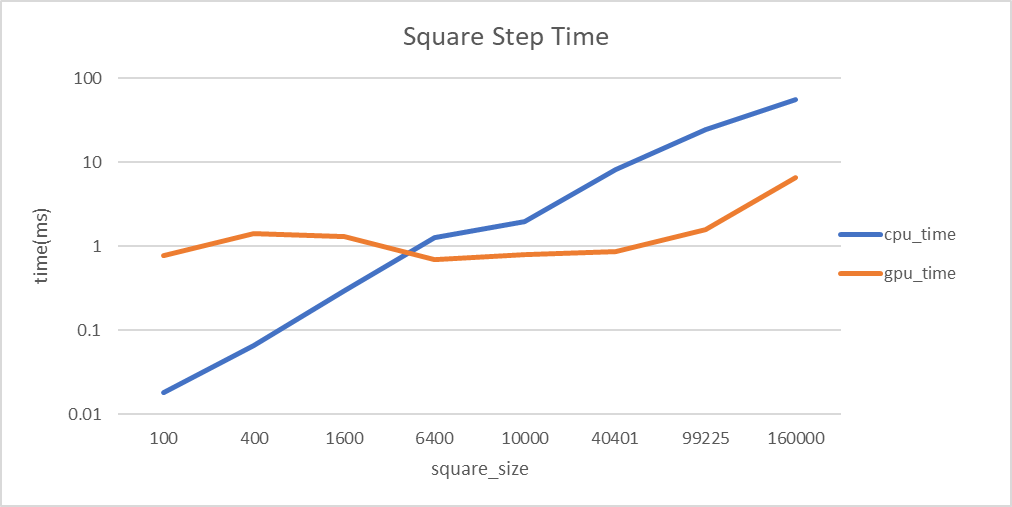 Square Step Time
100
10
1
0.1
0.01
time(ms)
100 400 1600 6400 10000 40401 99225 160000
square_size
cpu_time
gpu_time